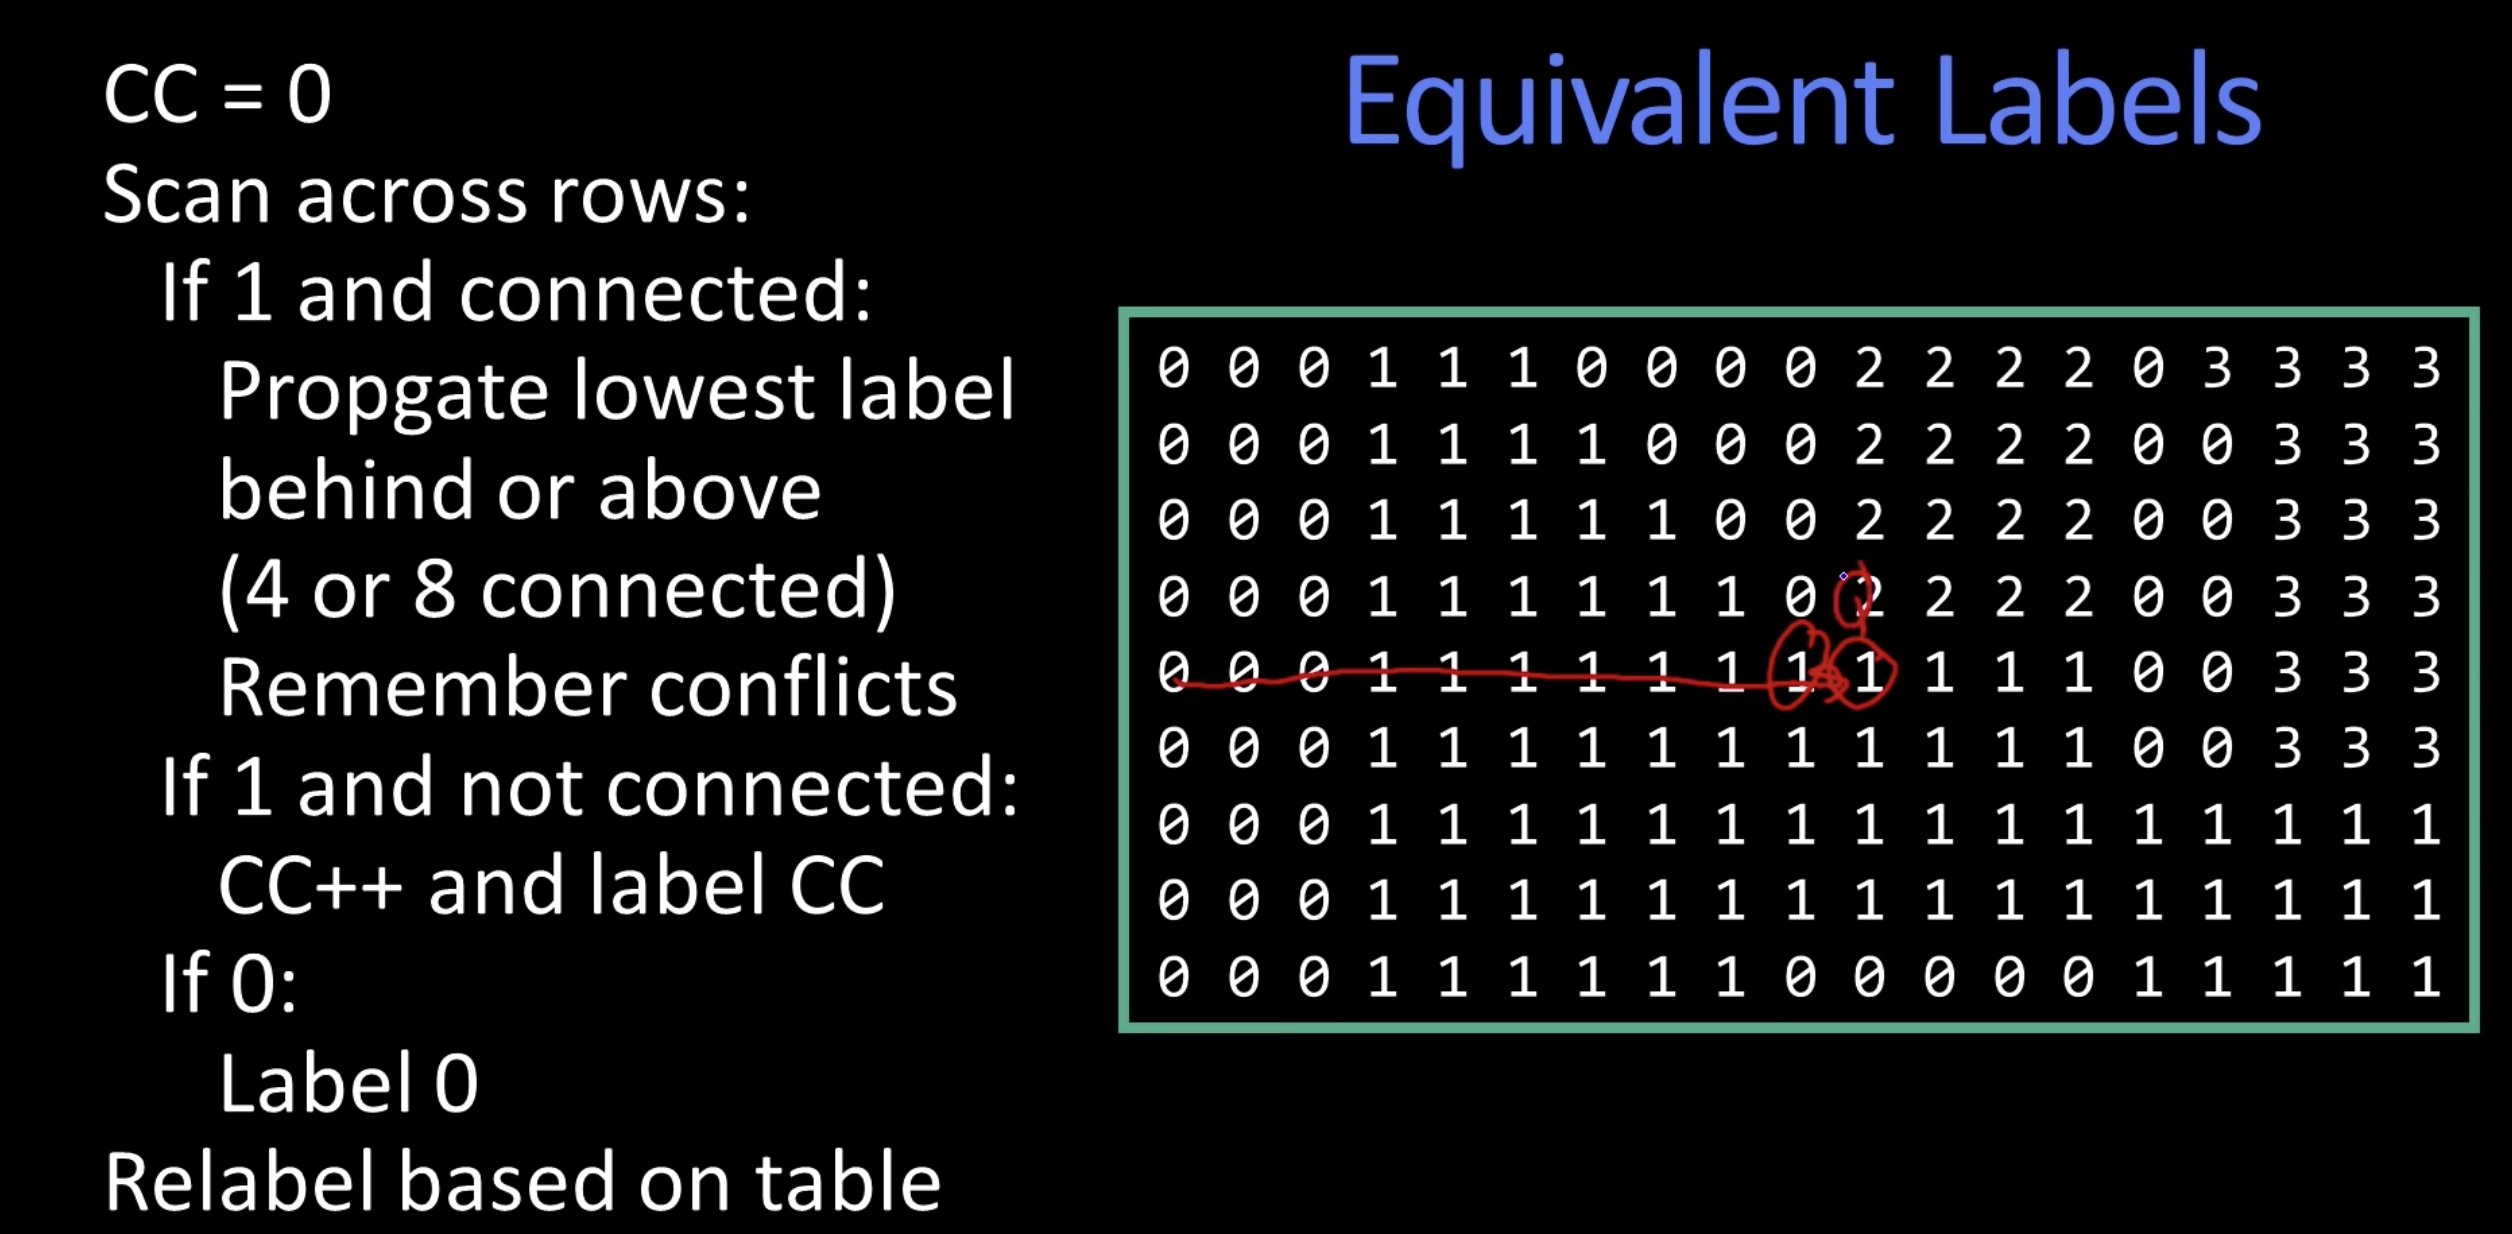 CC = 0
Scan across rows:
If 1 and connected:
Propgate lowest label
behind or above
(4 or 8 connected)
Remember conflicts
If 1 and not connected:
CC++ and label CC
If 0:
Label 0
Relabel based on table
Equivalent Labels
0 0 0 1 1 1 0 0 0 0 2 2 2 2 0 3 3 3 3
0 0 0 1 1 1 1 0 0 0 2 2 2 2 0 0 3 3 3
0 0 0 1 1 1 1 1 0 0 2 2 2 2 0 0 3 3 3
0 0 0 1 1 1 1 1 1 0 2 2 2 2 0 0 3 3 3
0 0 0 1 1 1 1 1 1 1 1 1 1 1 0 0 3 3 3
0 0 0 1 1 1 1 1 1 1 1 1 1 1 0 0 3 3 3
0 0 0 1 1 1 1 1 1 1 1 1 1 1 1 1 1 1 1
0 0 0 1 1 1 1 1 1 1 1 1 1 1 1 1 1 1 1
0 0 0 1 1 1 1 1 1 0 0 0 0 0 1 1 1 1 1